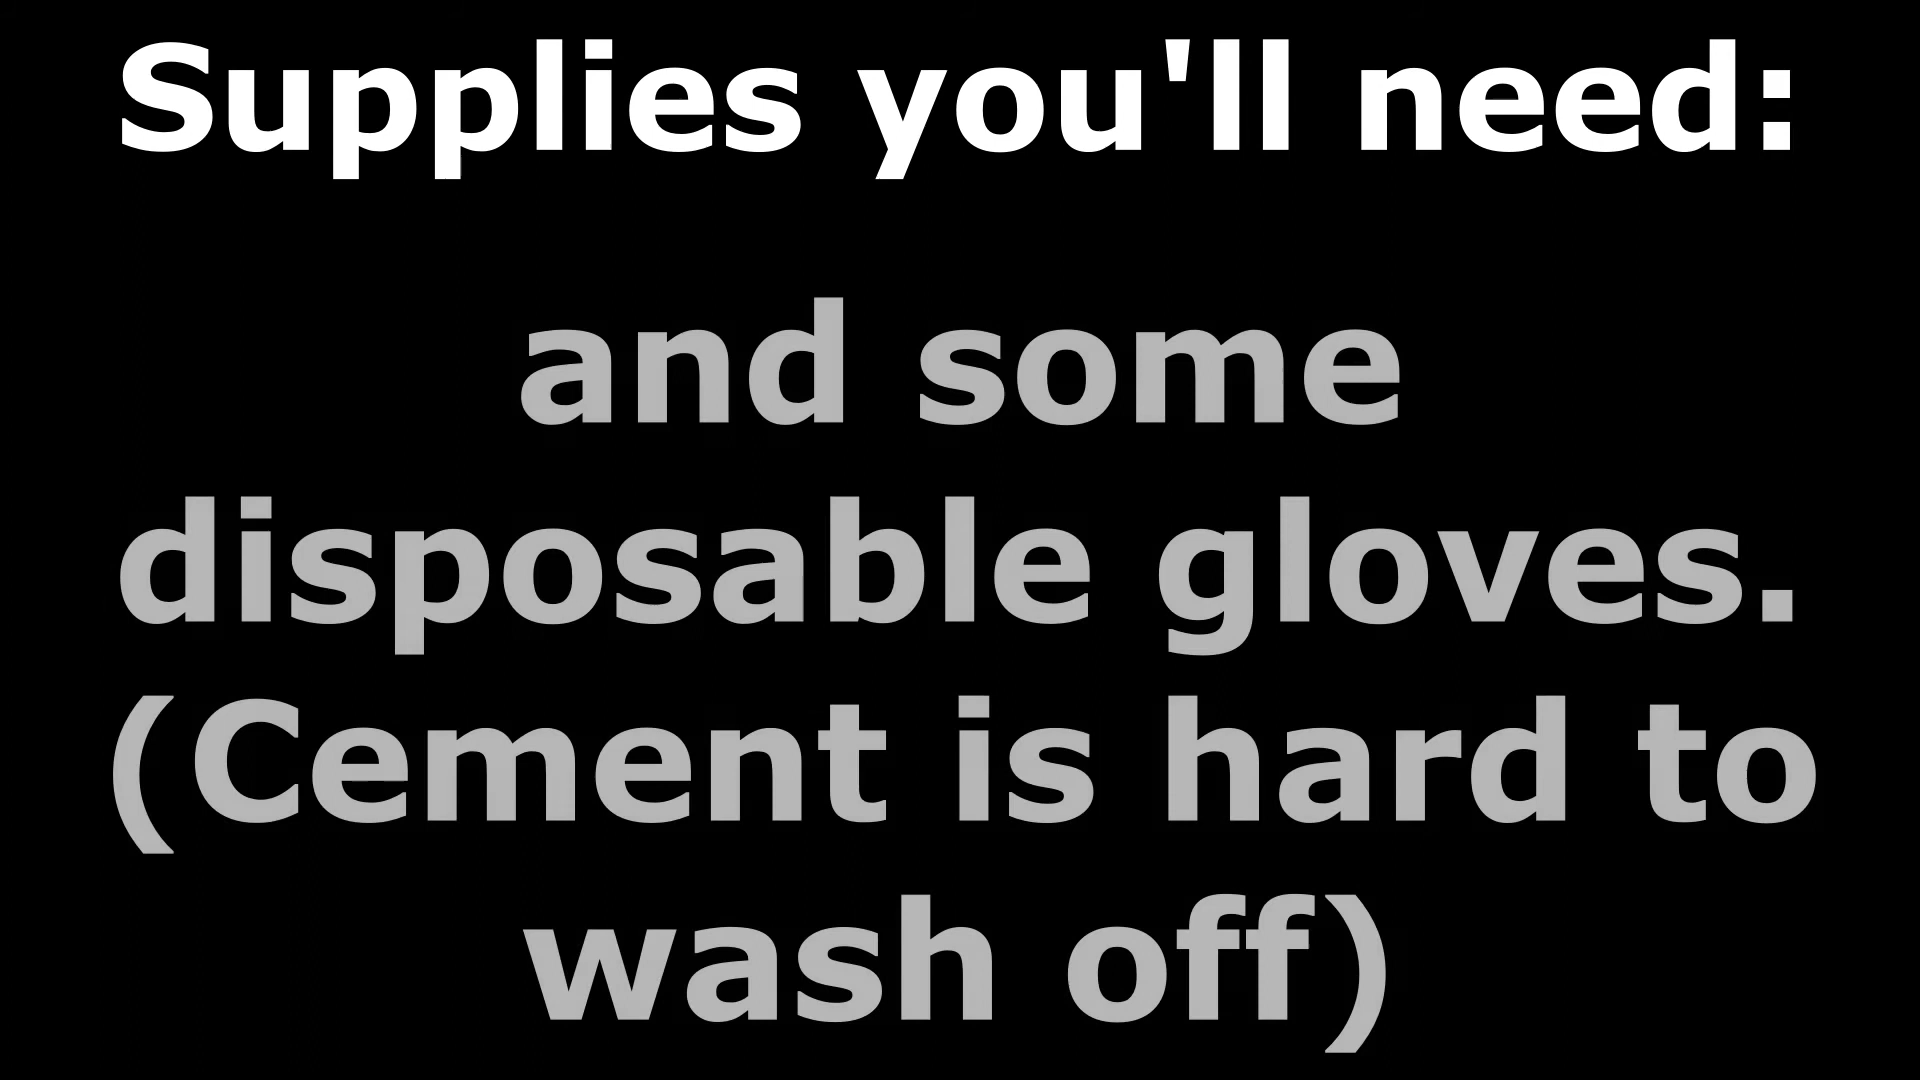 Supplies you'll need:
and some
disposable gloves.
(Cement is hard to
wash off)